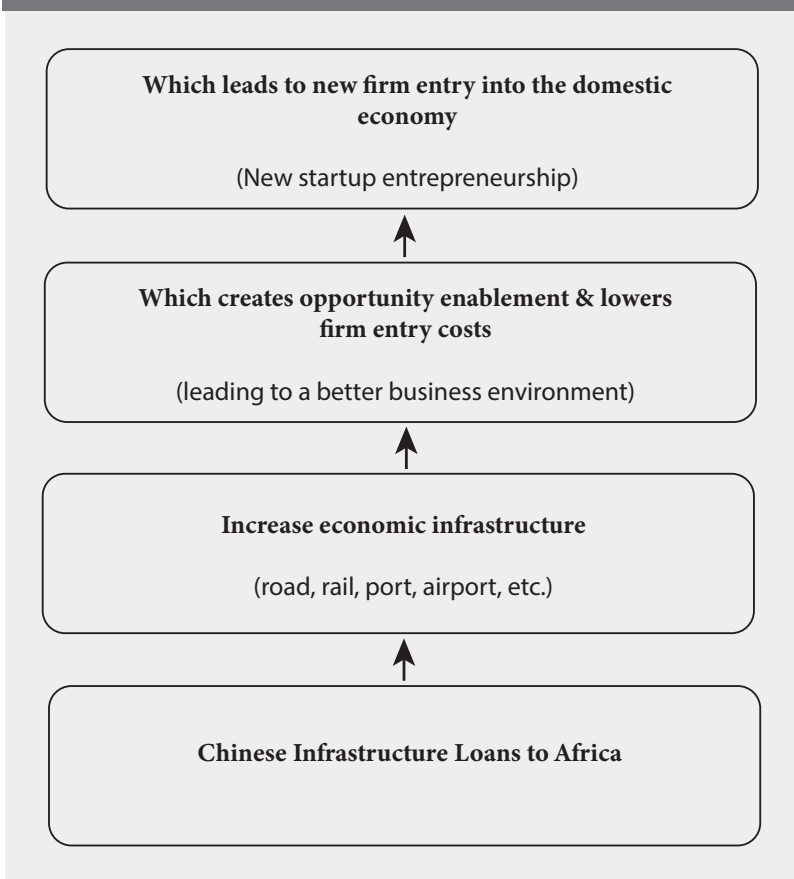 Which leads to new firm entry into the domestic
economy
(New startup entrepreneurship)
Which creates opportunity enablement & lowers
firm entry costs
(leading to a better business environment)
Increase economic infrastructure
(road, rail, port, airport, etc.)
Chinese Infrastructure Loans to Africa